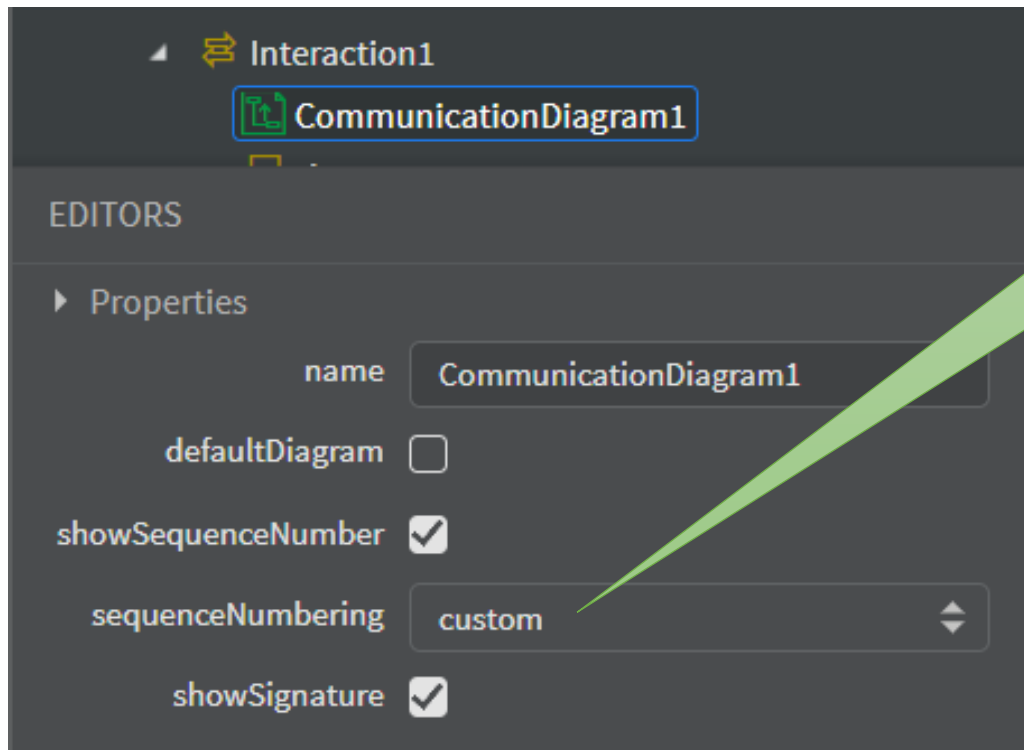 Interaction1
CommunicationDiagram1
EDITORS
Properties
name CommunicationDiagram1
defaultDiagram
showSequenceNumber
sequenceNumbering custom
showSignature